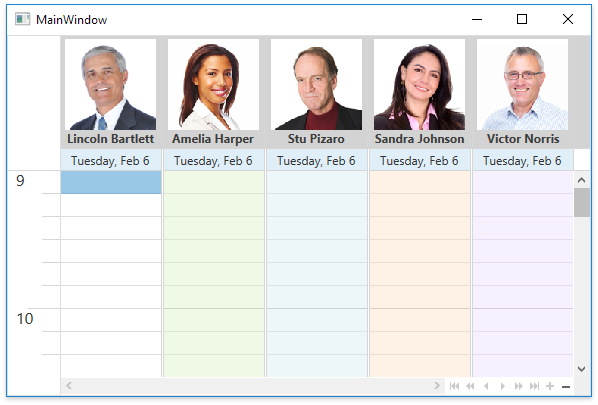 MainWindow
Lincoln Bartlett Amelia Harper Stu Pizaro Sandra Johnson Victor Norris
Tuesday, Feb 6 Tuesday, Feb 6 Tuesday, Feb 6 Tuesday, Feb 6 Tuesday, Feb 6
9
10